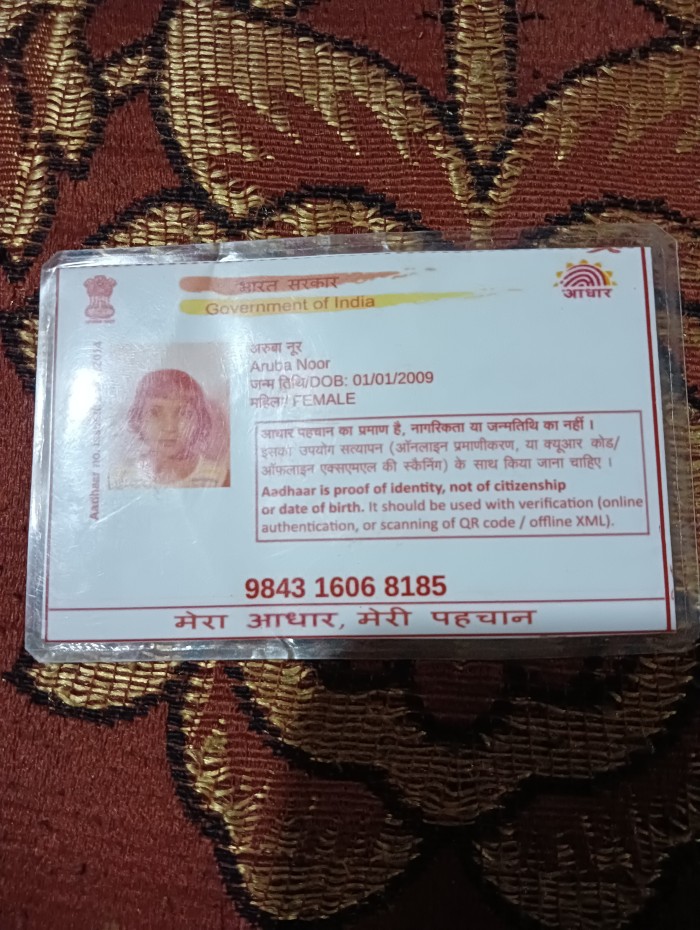 भारत सरकार
Government of India
आधार
Aadhaar no.
अरुबा नूर
Aruba Noor
जन्म तिथि/DOB: 01/01/2009
महिला/ FEMALE
आधार पहचान का प्रमाण है, नागरिकता या जन्मतिथि का नहीं ।
इसका उपयोग सत्यापन (ऑनलाइन प्रमाणीकरण, या क्यूआर कोड/
ऑफलाइन एक्सएमएल की स्कैनिंग) के साथ किया जाना चाहिए ।
Aadhaar is proof of identity, not of citizenship
or date of birth. It should be used with verification (online
authentication, or scanning of QR code / offline XML).
9843 1606 8185
मेरा आधार, मेरी पहचान